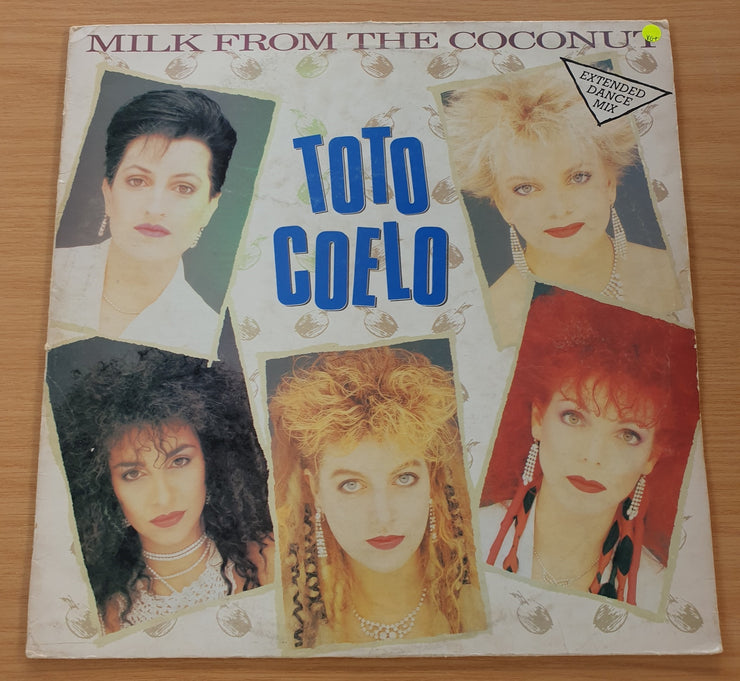 MILK FROM THE COCONUT
EXTENDED
DANCE
MIX
TOTO
COELO